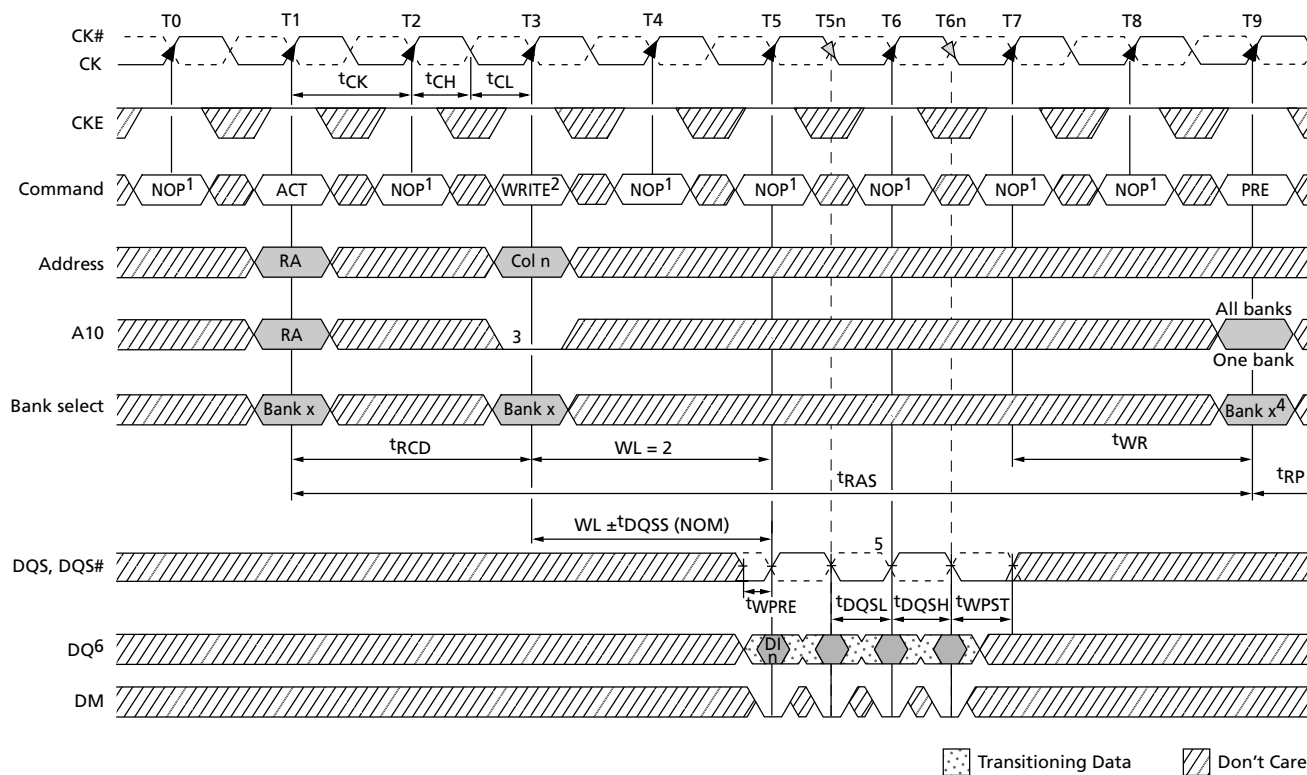 T0 T1 T2 T3 T4 T5 T5n T6 T6n T7 T8 T9
CK#
CK
tCK tCH tCL
CKE
Command NOP1 ACT NOP1 WRITE2 NOP1 NOP1 NOP1 NOP1 NOP1 PRE
Address RA Col n
All banks
A10 RA 3
One bank
Bank select Bank x Bank x Bank x4
tRCD WL = 2 tWR
tRAS tRP
WL ±tDQSS (NOM)
5
DQS, DQS#
tWPRE tDQSL tDQSH tWPST
DQ6 DI
n
DM
Transitioning Data Don't Care